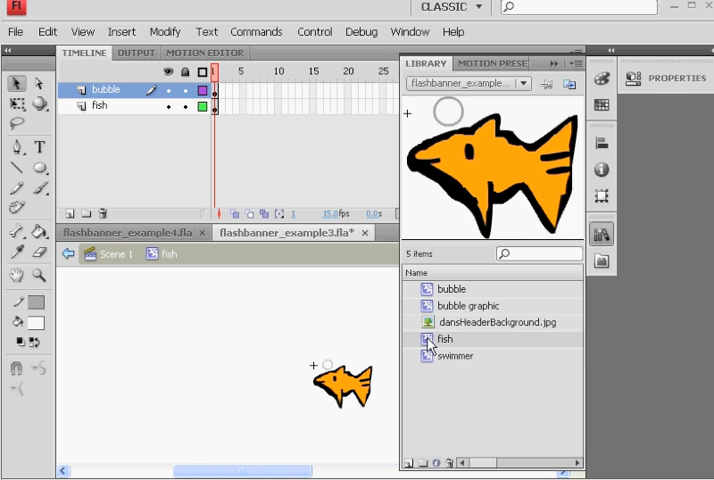 Fl
CLASSIC
File Edit View Insert Modify Text Commands Control Debug Window Help
TIMELINE OUTPUT MOTION EDITOR
LIBRARY MOTION PRESE
PROPERTIES
1 5 10 15 20 25
flashbanner_example...
bubble
fish
1 15.0fps 0.0s
flashbanner_example4.fla × flashbanner_example3.fla* ×
Scene 1 fish
5 items
Name
bubble
bubble graphic
dansHeaderBackground.jpg
fish
swimmer